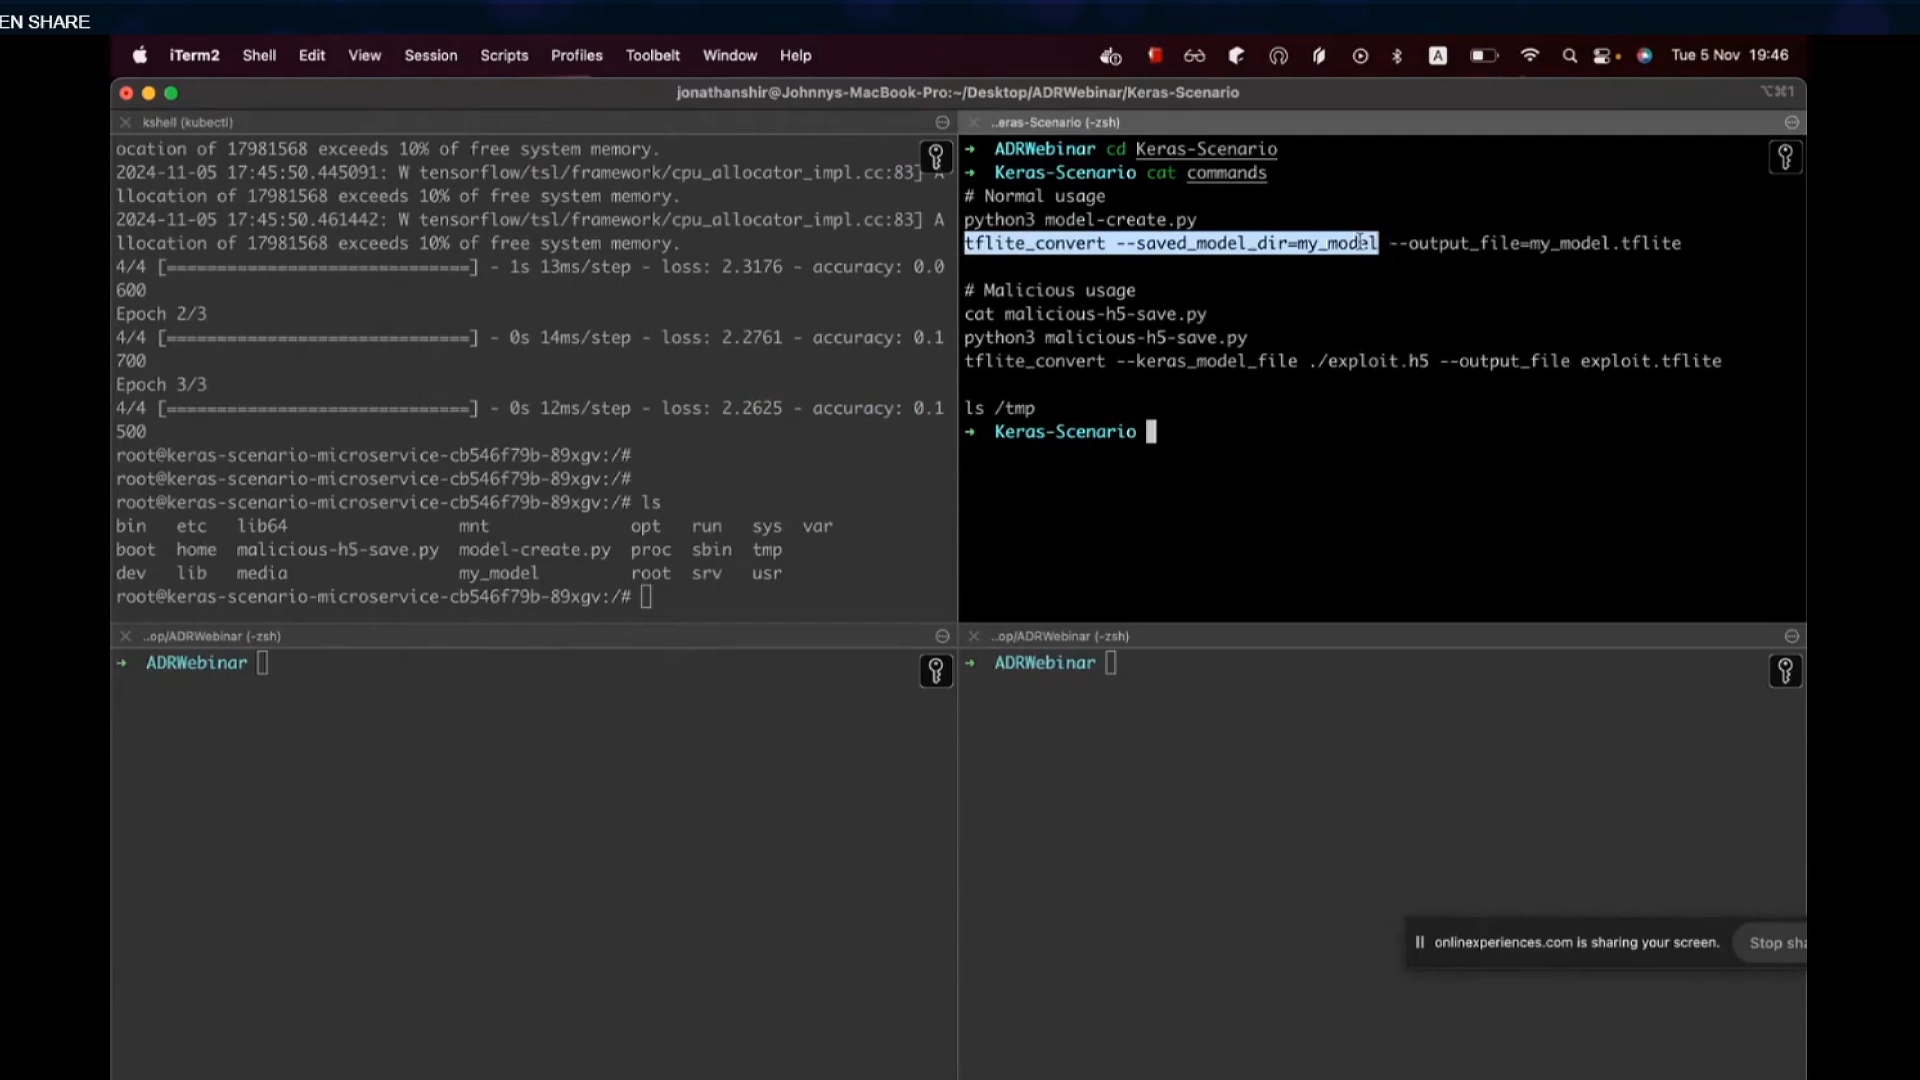 EN SHARE
iTerm2 Shell Edit View Session Scripts Profiles Toolbelt Window Help
A
Tue 5 Nov 19:46
jonathanshir@Johnnys-MacBook-Pro:~/Desktop/ADRWebinar/Keras-Scenario
⌥⌘1
kshell (kubectl)
ocation of 17981568 exceeds 10% of free system memory.
2024-11-05 17:45:50.445091: W tensorflow/tsl/framework/cpu_allocator_impl.cc:83] A
llocation of 17981568 exceeds 10% of free system memory.
2024-11-05 17:45:50.461442: W tensorflow/tsl/framework/cpu_allocator_impl.cc:83] A
llocation of 17981568 exceeds 10% of free system memory.
4/4 [==============================] - 1s 13ms/step - loss: 2.3176 - accuracy: 0.0
600
Epoch 2/3
4/4 [==============================] - 0s 14ms/step - loss: 2.2761 - accuracy: 0.1
700
Epoch 3/3
4/4 [==============================] - 0s 12ms/step - loss: 2.2625 - accuracy: 0.1
500
root@keras-scenario-microservice-cb546f79b-89xgv:/#
root@keras-scenario-microservice-cb546f79b-89xgv:/#
root@keras-scenario-microservice-cb546f79b-89xgv:/# ls
bin etc lib64 mnt opt run sys var
boot home malicious-h5-save.py model-create.py proc sbin tmp
dev lib media my_model root srv usr
root@keras-scenario-microservice-cb546f79b-89xgv:/#
..eras-Scenario (-zsh)
→ ADRWebinar cd Keras-Scenario
→ Keras-Scenario cat commands
# Normal usage
python3 model-create.py
tflite_convert --saved_model_dir=my_model --output_file=my_model.tflite
# Malicious usage
cat malicious-h5-save.py
python3 malicious-h5-save.py
tflite_convert --keras_model_file ./exploit.h5 --output_file exploit.tflite
ls /tmp
→ Keras-Scenario
..op/ADRWebinar (-zsh)
→ ADRWebinar
..op/ADRWebinar (-zsh)
→ ADRWebinar
onlinexperiences.com is sharing your screen.
Stop sha